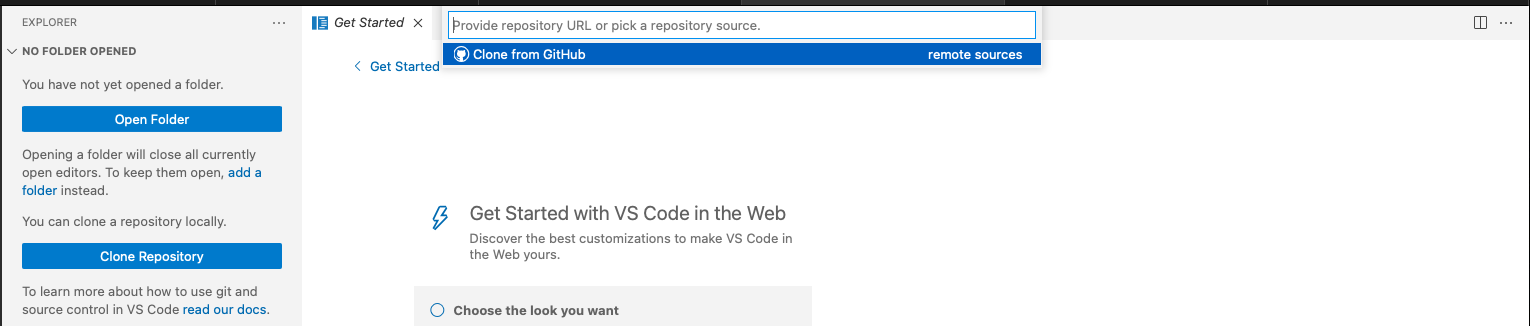 EXPLORER
NO FOLDER OPENED
You have not yet opened a folder.
Open Folder
Opening a folder will close all currently
open editors. To keep them open, add a
folder instead.
You can clone a repository locally.
Clone Repository
To learn more about how to use git and
source control in VS Code read our docs.
Get Started
Provide repository URL or pick a repository source.
Clone from GitHub remote sources
Get Started
Get Started with VS Code in the Web
Discover the best customizations to make VS Code in
the Web yours.
Choose the look you want